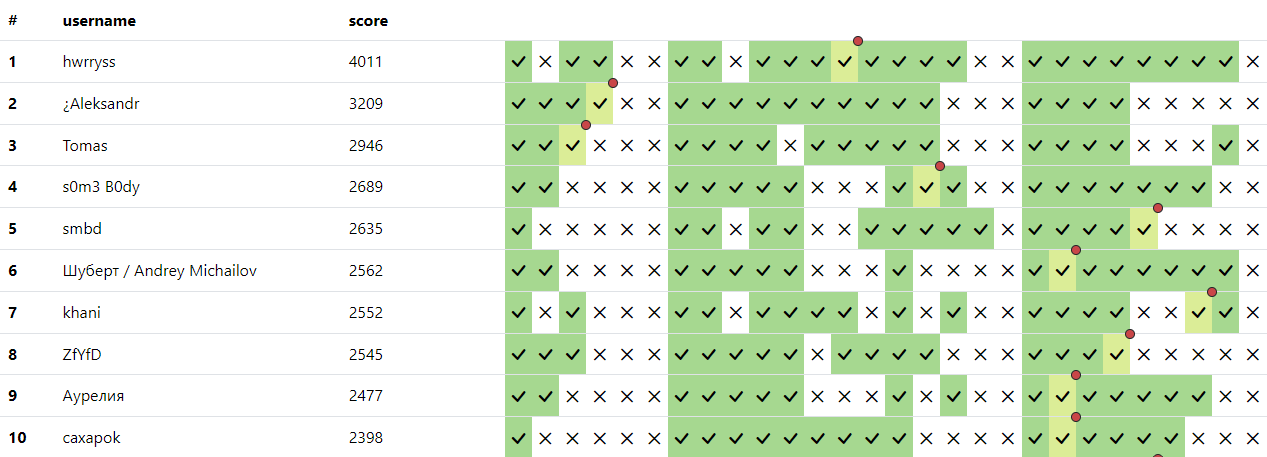 # username score
1 hwrryss 4011
2 ¿Aleksandr 3209
3 Tomas 2946
4 s0m3 B0dy 2689
5 smbd 2635
6 Шуберт / Andrey Michailov 2562
7 khani 2552
8 ZfYfD 2545
9 Аурелия 2477
10 caxapok 2398